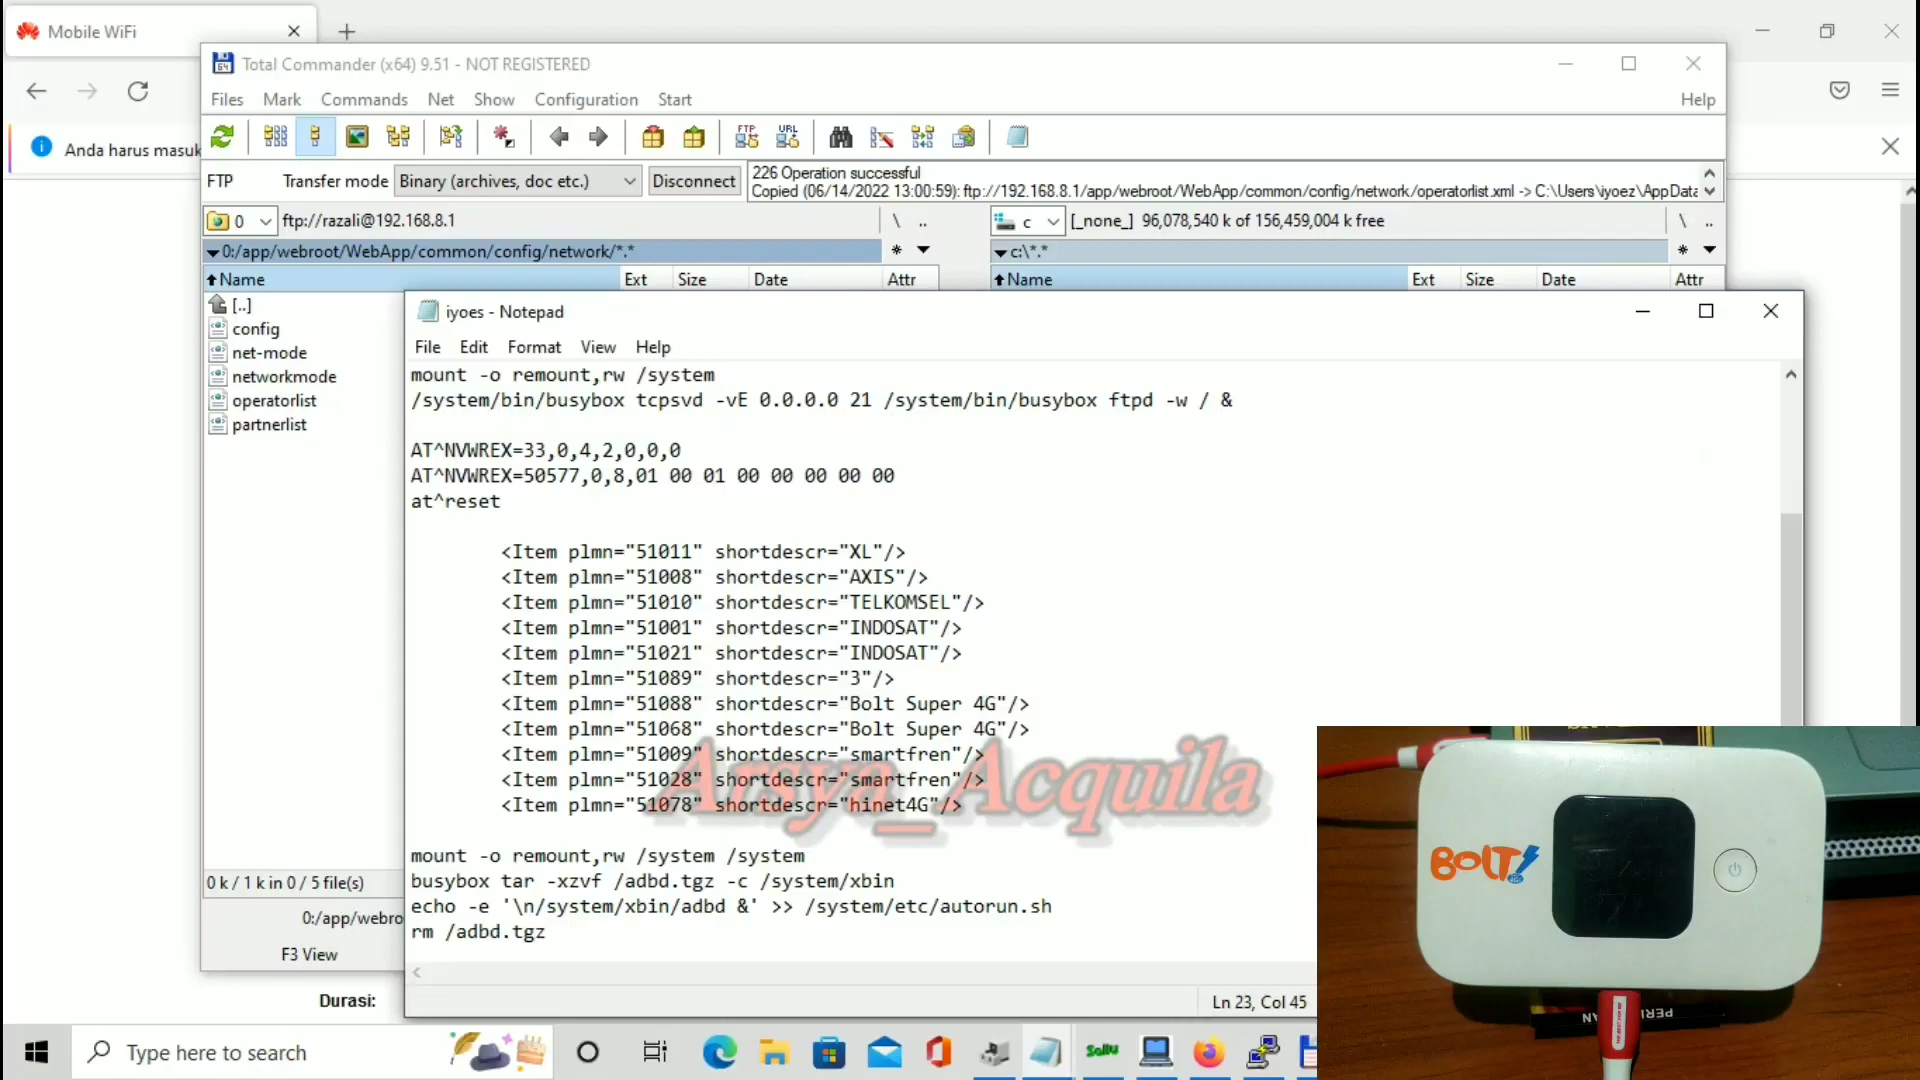 Mobile WiFi
Total Commander (x64) 9.51 - NOT REGISTERED
Files Mark Commands Net Show Configuration Start Help
Anda harus masuk
FTP URL
FTP Transfer mode Binary (archives, doc etc.) Disconnect
226 Operation successful
Copied (06/14/2022 13:00:59): ftp://192.168.8.1/app/webroot/WebApp/common/config/network/operatorlist.xml -> C:\Users\iyoez\AppData
0 ftp://razali@192.168.8.1 \ ..
c [_none_] 96,078,540 k of 156,459,004 k free \ ..
0:/app/webroot/WebApp/common/config/network/*.* *
c:\*.* *
Name Ext Size Date Attr
Name Ext Size Date Attr
[..]
config
net-mode
networkmode
operatorlist
partnerlist
0 k / 1 k in 0 / 5 file(s)
0:/app/webro
F3 View
Durasi:
iyoes - Notepad
File Edit Format View Help
mount -o remount,rw /system
/system/bin/busybox tcpsvd -vE 0.0.0.0 21 /system/bin/busybox ftpd -w / &
AT^NVWREX=33,0,4,2,0,0,0
AT^NVWREX=50577,0,8,01 00 01 00 00 00 00 00
at^reset
<Item plmn="51011" shortdescr="XL"/>
<Item plmn="51008" shortdescr="AXIS"/>
<Item plmn="51010" shortdescr="TELKOMSEL"/>
<Item plmn="51001" shortdescr="INDOSAT"/>
<Item plmn="51021" shortdescr="INDOSAT"/>
<Item plmn="51089" shortdescr="3"/>
<Item plmn="51088" shortdescr="Bolt Super 4G"/>
<Item plmn="51068" shortdescr="Bolt Super 4G"/>
<Item plmn="51009" shortdescr="smartfren"/>
<Item plmn="51028" shortdescr="smartfren"/>
<Item plmn="51078" shortdescr="hinet4G"/>
Arsya_Acquila
mount -o remount,rw /system /system
busybox tar -xzvf /adbd.tgz -c /system/xbin
echo -e '\n/system/xbin/adbd &' >> /system/etc/autorun.sh
rm /adbd.tgz
Ln 23, Col 45
BOLT!
Type here to search